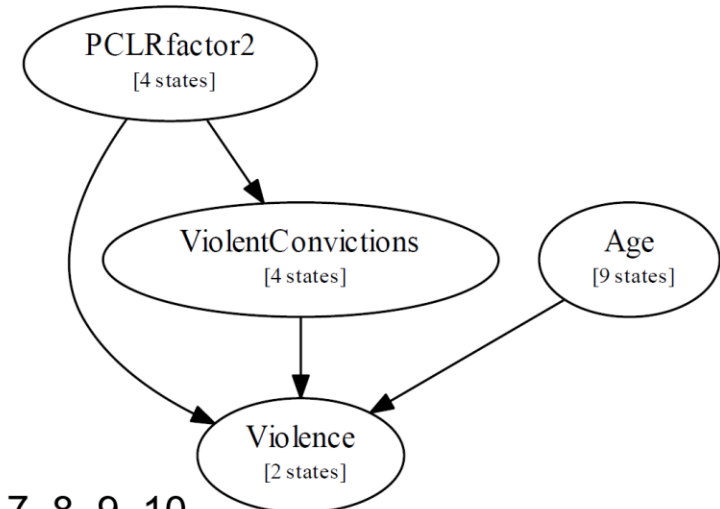 PCLRfactor2
[4 states]
ViolentConvictions
[4 states]
Age
[9 states]
Violence
[2 states]
7 8 9 10